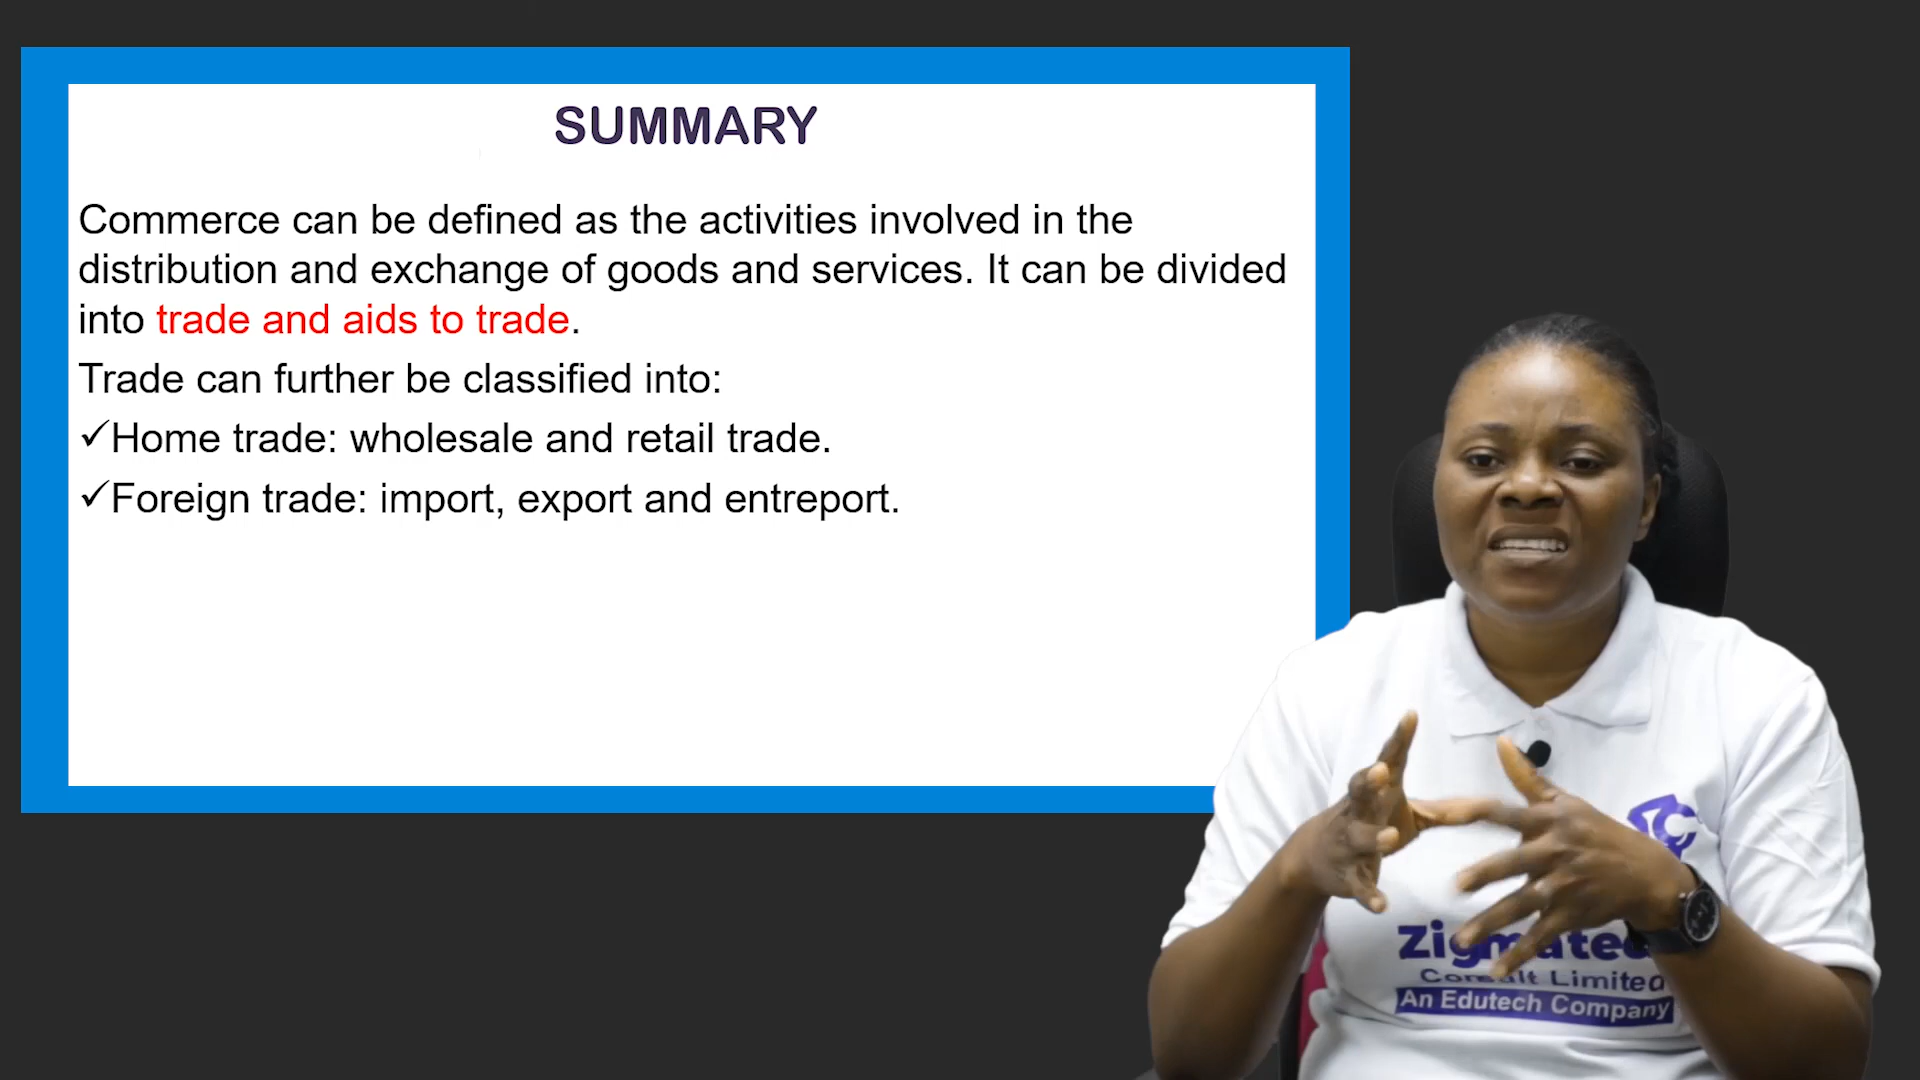 SUMMARY
Commerce can be defined as the activities involved in the
distribution and exchange of goods and services. It can be divided
into trade and aids to trade.
Trade can further be classified into:
✓Home trade: wholesale and retail trade.
✓Foreign trade: import, export and entreport.
Limited
An Edutech Company